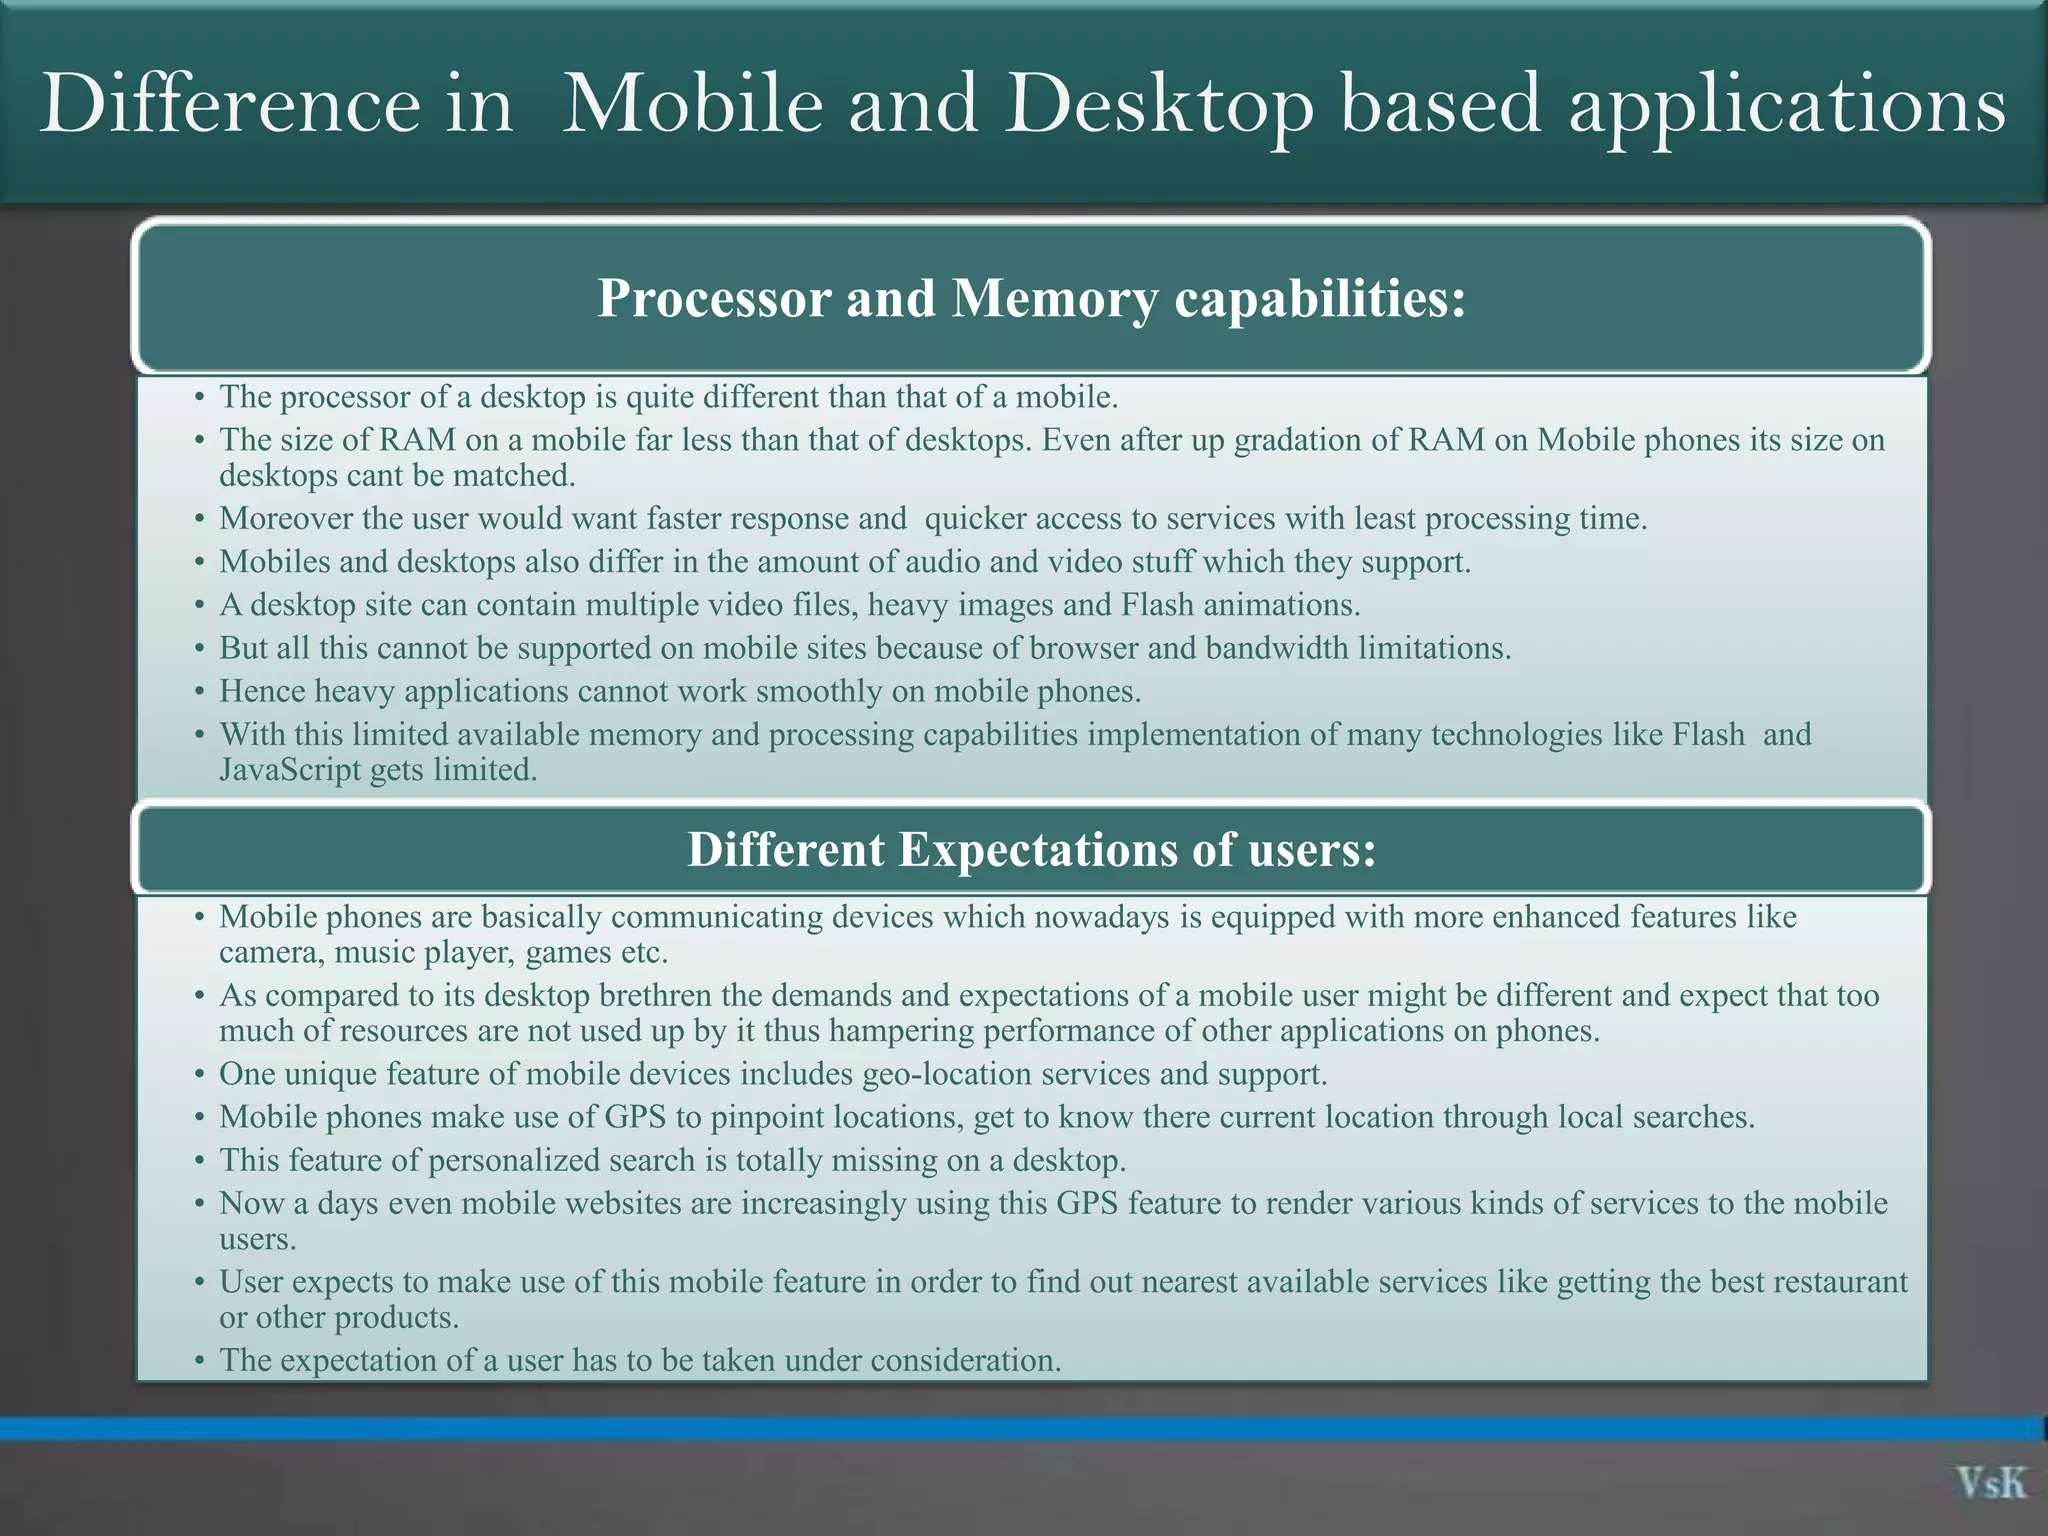 Difference in  Mobile and Desktop based applications
Processor and Memory capabilities:
• The processor of a desktop is quite different than that of a mobile.
• The size of RAM on a mobile far less than that of desktops. Even after up gradation of RAM on Mobile phones its size on
desktops cant be matched.
• Moreover the user would want faster response and  quicker access to services with least processing time.
• Mobiles and desktops also differ in the amount of audio and video stuff which they support.
• A desktop site can contain multiple video files, heavy images and Flash animations.
• But all this cannot be supported on mobile sites because of browser and bandwidth limitations.
• Hence heavy applications cannot work smoothly on mobile phones.
• With this limited available memory and processing capabilities implementation of many technologies like Flash  and
JavaScript gets limited.
Different Expectations of users:
• Mobile phones are basically communicating devices which nowadays is equipped with more enhanced features like
camera, music player, games etc.
• As compared to its desktop brethren the demands and expectations of a mobile user might be different and expect that too
much of resources are not used up by it thus hampering performance of other applications on phones.
• One unique feature of mobile devices includes geo-location services and support.
• Mobile phones make use of GPS to pinpoint locations, get to know there current location through local searches.
• This feature of personalized search is totally missing on a desktop.
• Now a days even mobile websites are increasingly using this GPS feature to render various kinds of services to the mobile
users.
• User expects to make use of this mobile feature in order to find out nearest available services like getting the best restaurant
or other products.
• The expectation of a user has to be taken under consideration.
VsK